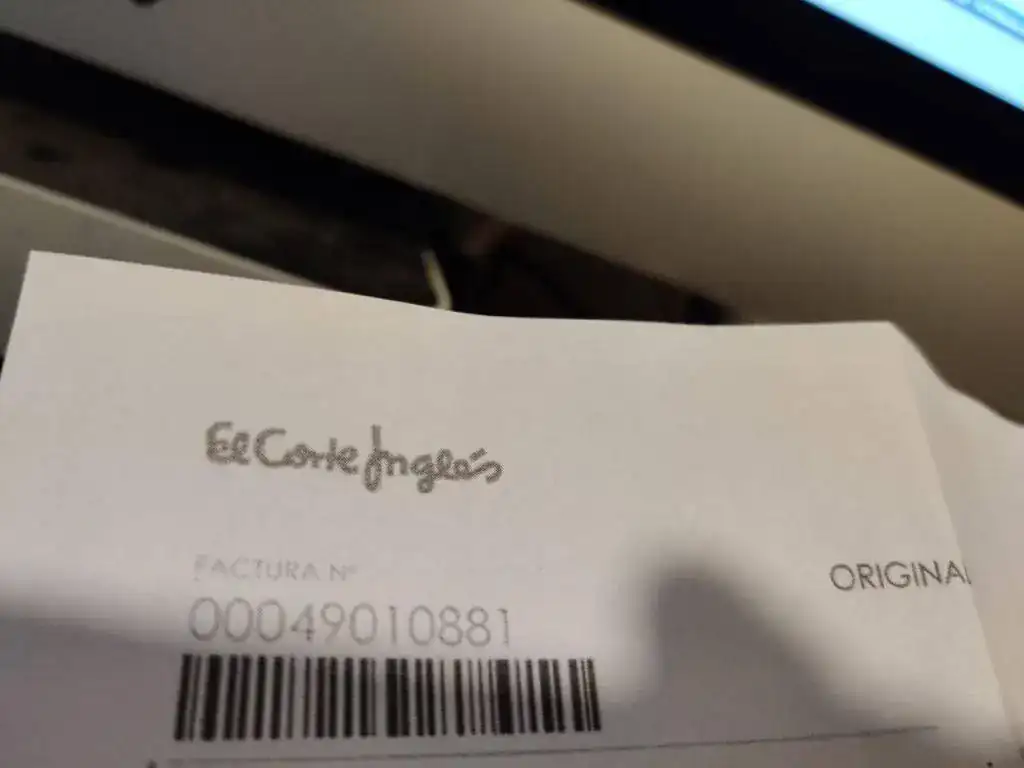 El Corte Inglés
FACTURA Nº
ORIGINAL
00049010881